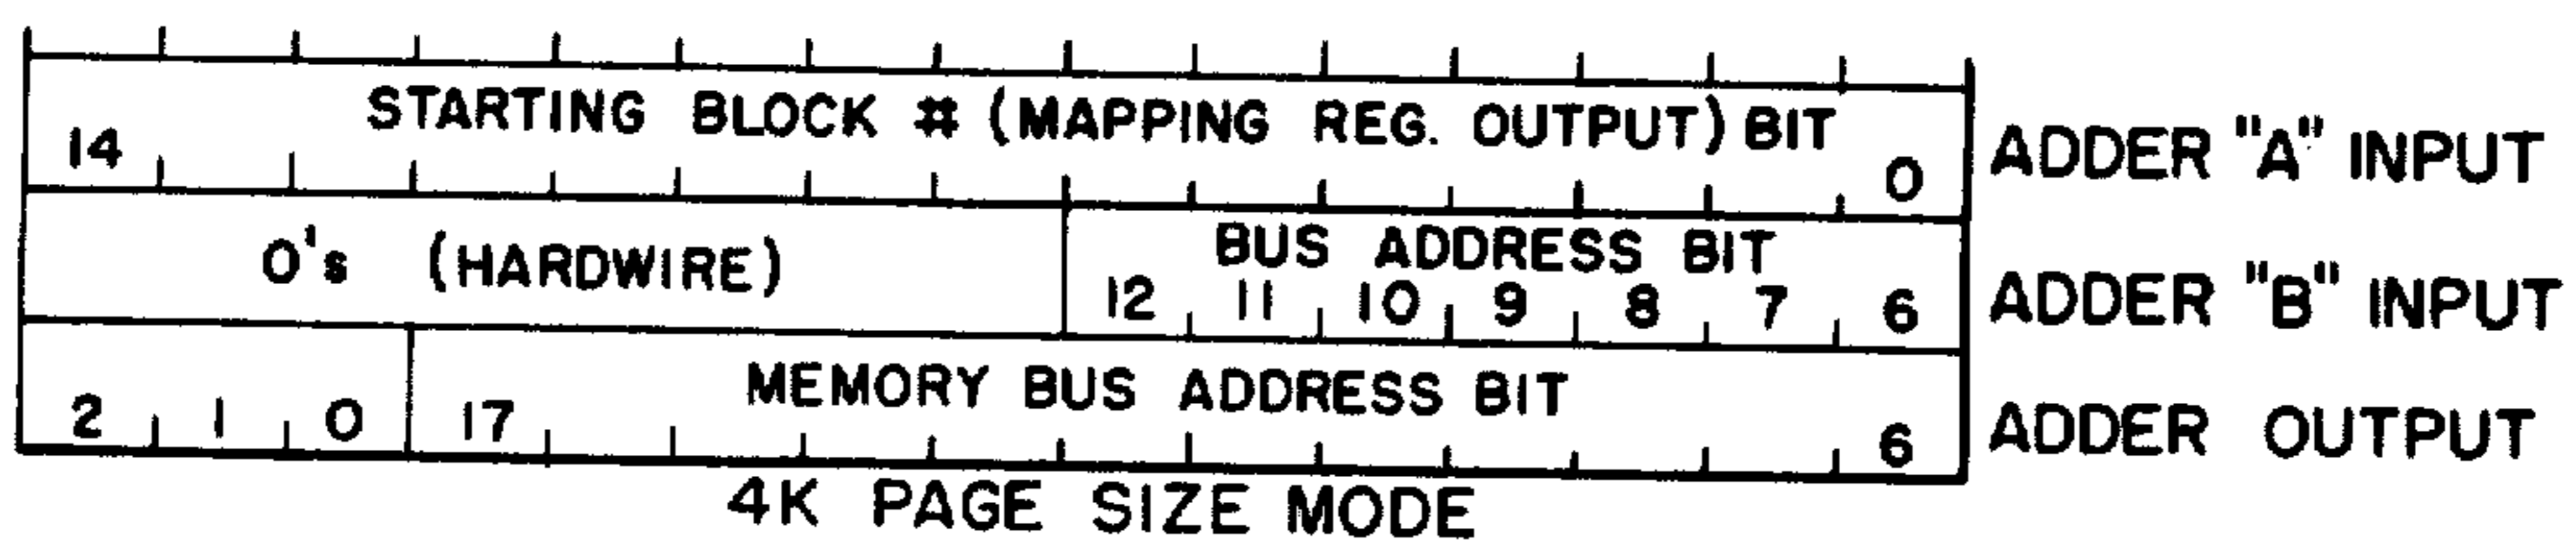 STARTING BLOCK # (MAPPING REG. OUTPUT) BIT
14 0 ADDER "A" INPUT
0's (HARDWIRE) BUS ADDRESS BIT
12 11 10 9 8 7 6 ADDER "B" INPUT
MEMORY BUS ADDRESS BIT
2 1 0 17 6 ADDER OUTPUT
4K PAGE SIZE MODE